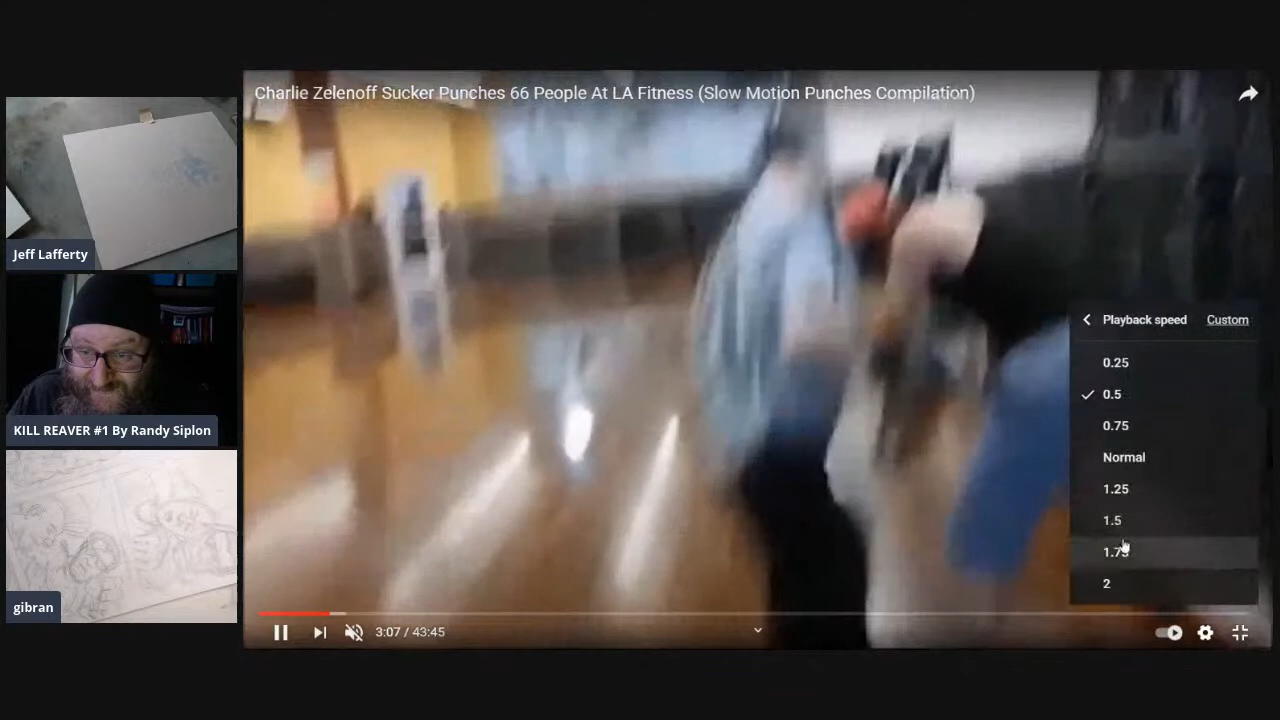 Charlie Zelenoff Sucker Punches 66 People At LA Fitness (Slow Motion Punches Compilation)
Jeff Lafferty
KILL REAVER #1 By Randy Siplon
gibran
Playback speed Custom
0.25
0.5
0.75
Normal
1.25
1.5
1.75
2
3:07 / 43:45